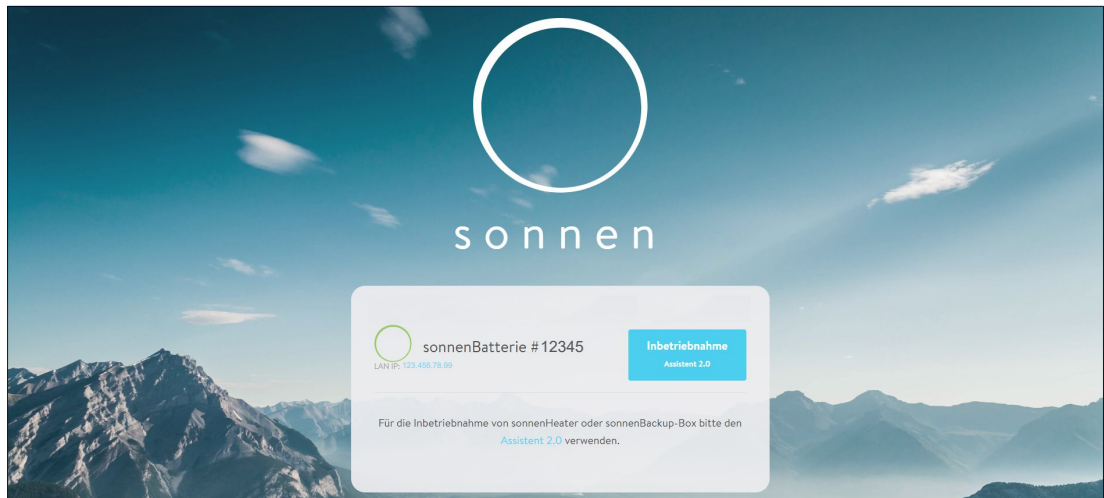 sonnen
sonnenBatterie #12345
LAN IP: 123.456.78.99
Inbetriebnahme
Assistent 2.0
Für die Inbetriebnahme von sonnenHeater oder sonnenBackup-Box bitte den
Assistent 2.0 verwenden.